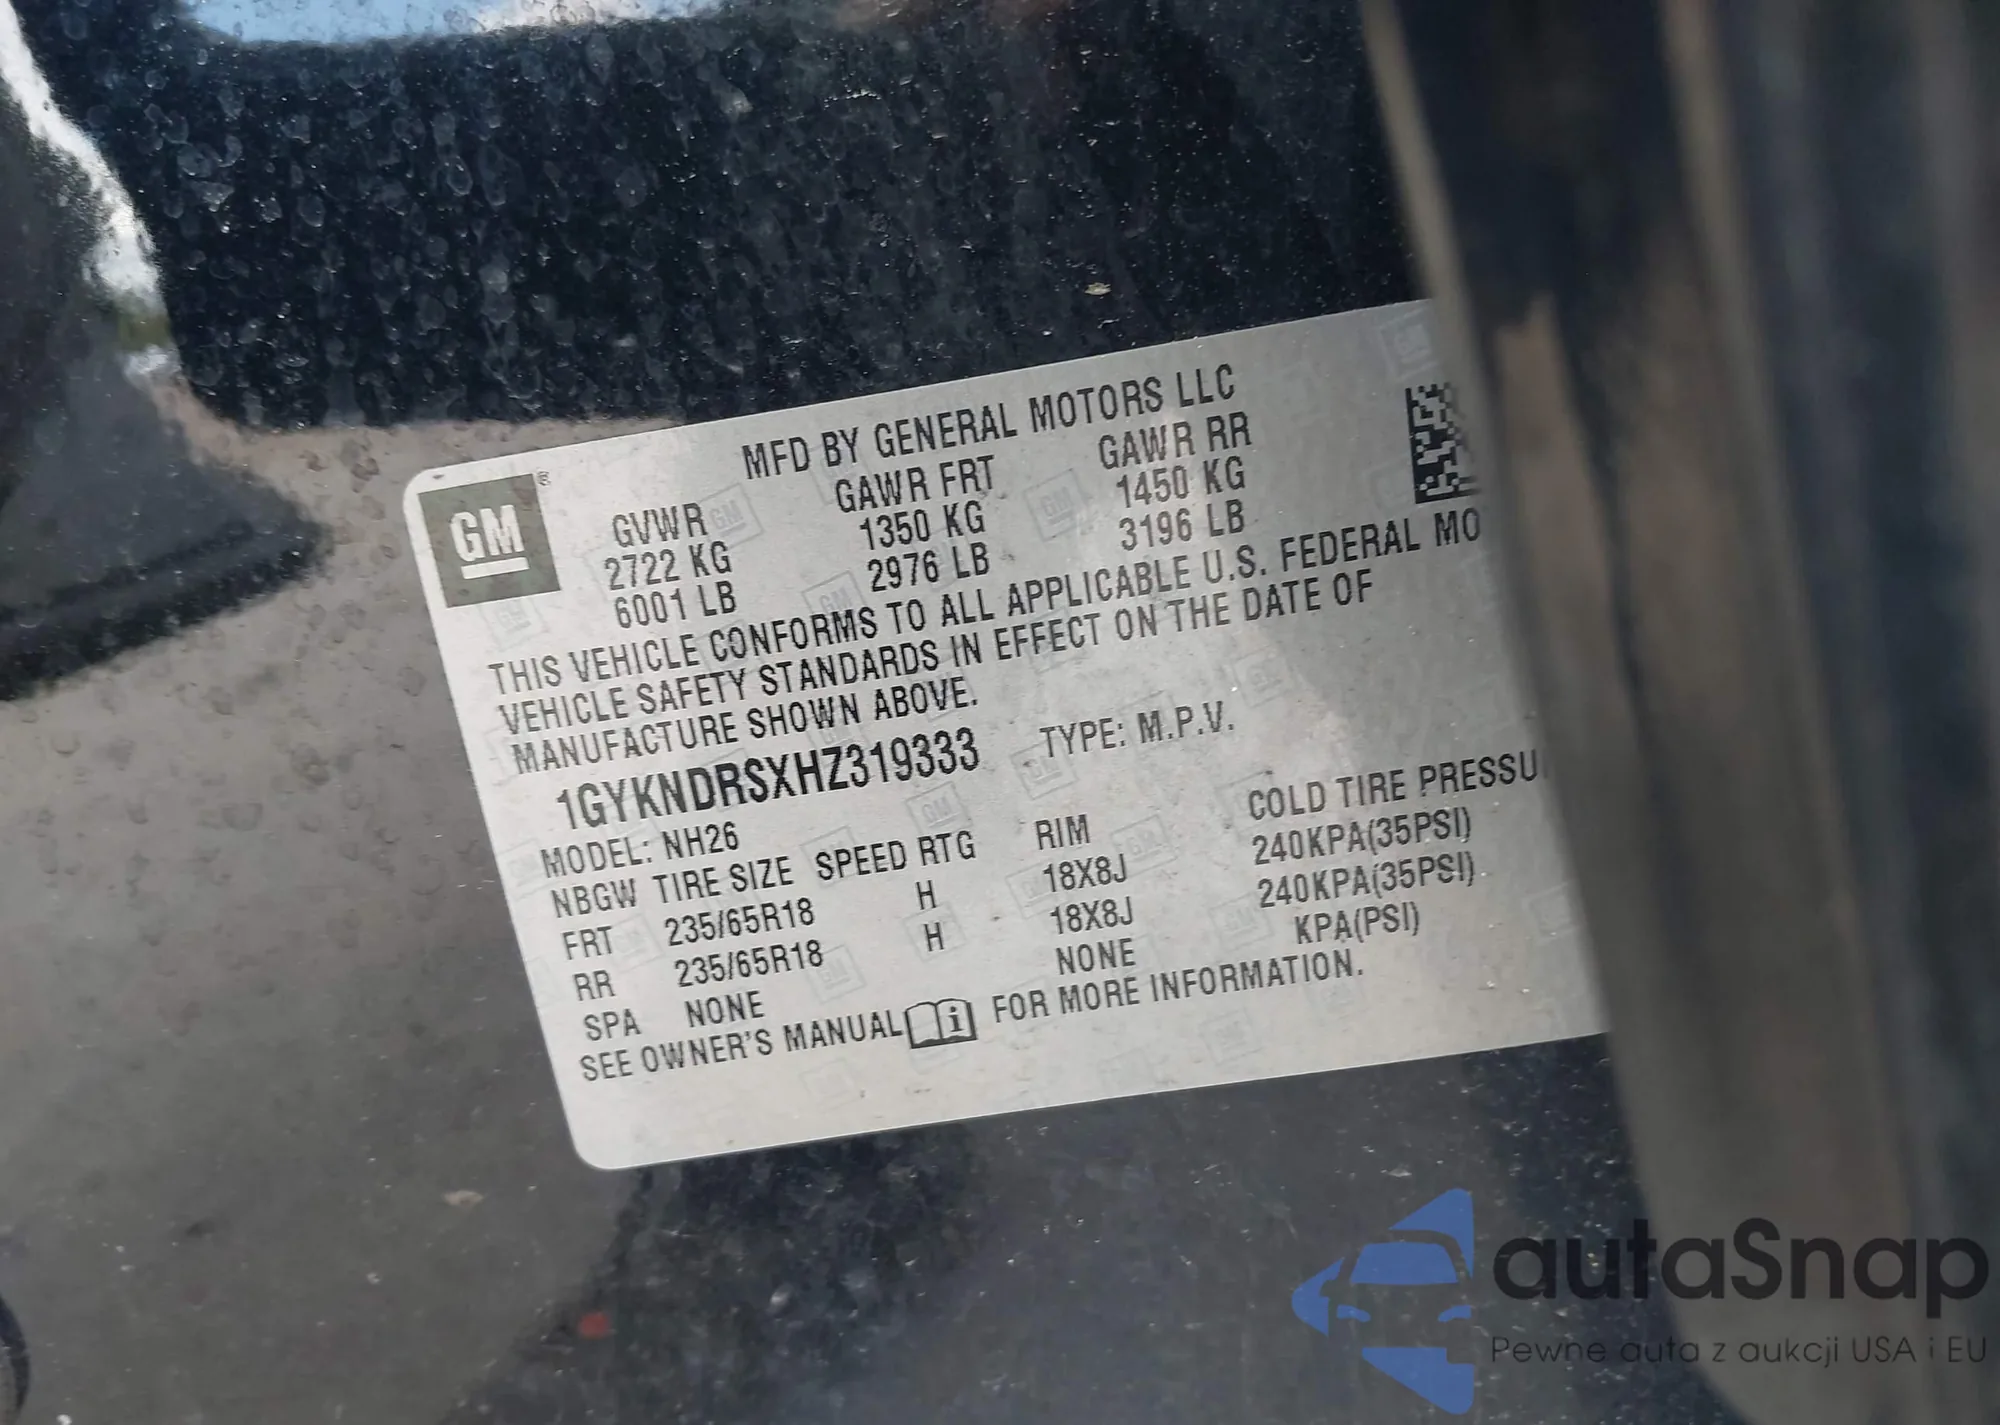 MFD BY GENERAL MOTORS LLC
GM
®
GVWR GAWR FRT GAWR RR
2722 KG 1350 KG 1450 KG
6001 LB 2976 LB 3196 LB
THIS VEHICLE CONFORMS TO ALL APPLICABLE U.S. FEDERAL MO
VEHICLE SAFETY STANDARDS IN EFFECT ON THE DATE OF
MANUFACTURE SHOWN ABOVE.
1GYKNDRSXHZ319333 TYPE: M.P.V.
MODEL: NH26
NBGW TIRE SIZE SPEED RTG RIM COLD TIRE PRESSU
FRT 235/65R18 H 18X8J 240KPA(35PSI)
RR 235/65R18 H 18X8J 240KPA(35PSI)
SPA NONE NONE KPA(PSI)
SEE OWNER'S MANUAL i FOR MORE INFORMATION.
autaSnap
Pewne auta z aukcji USA i EU